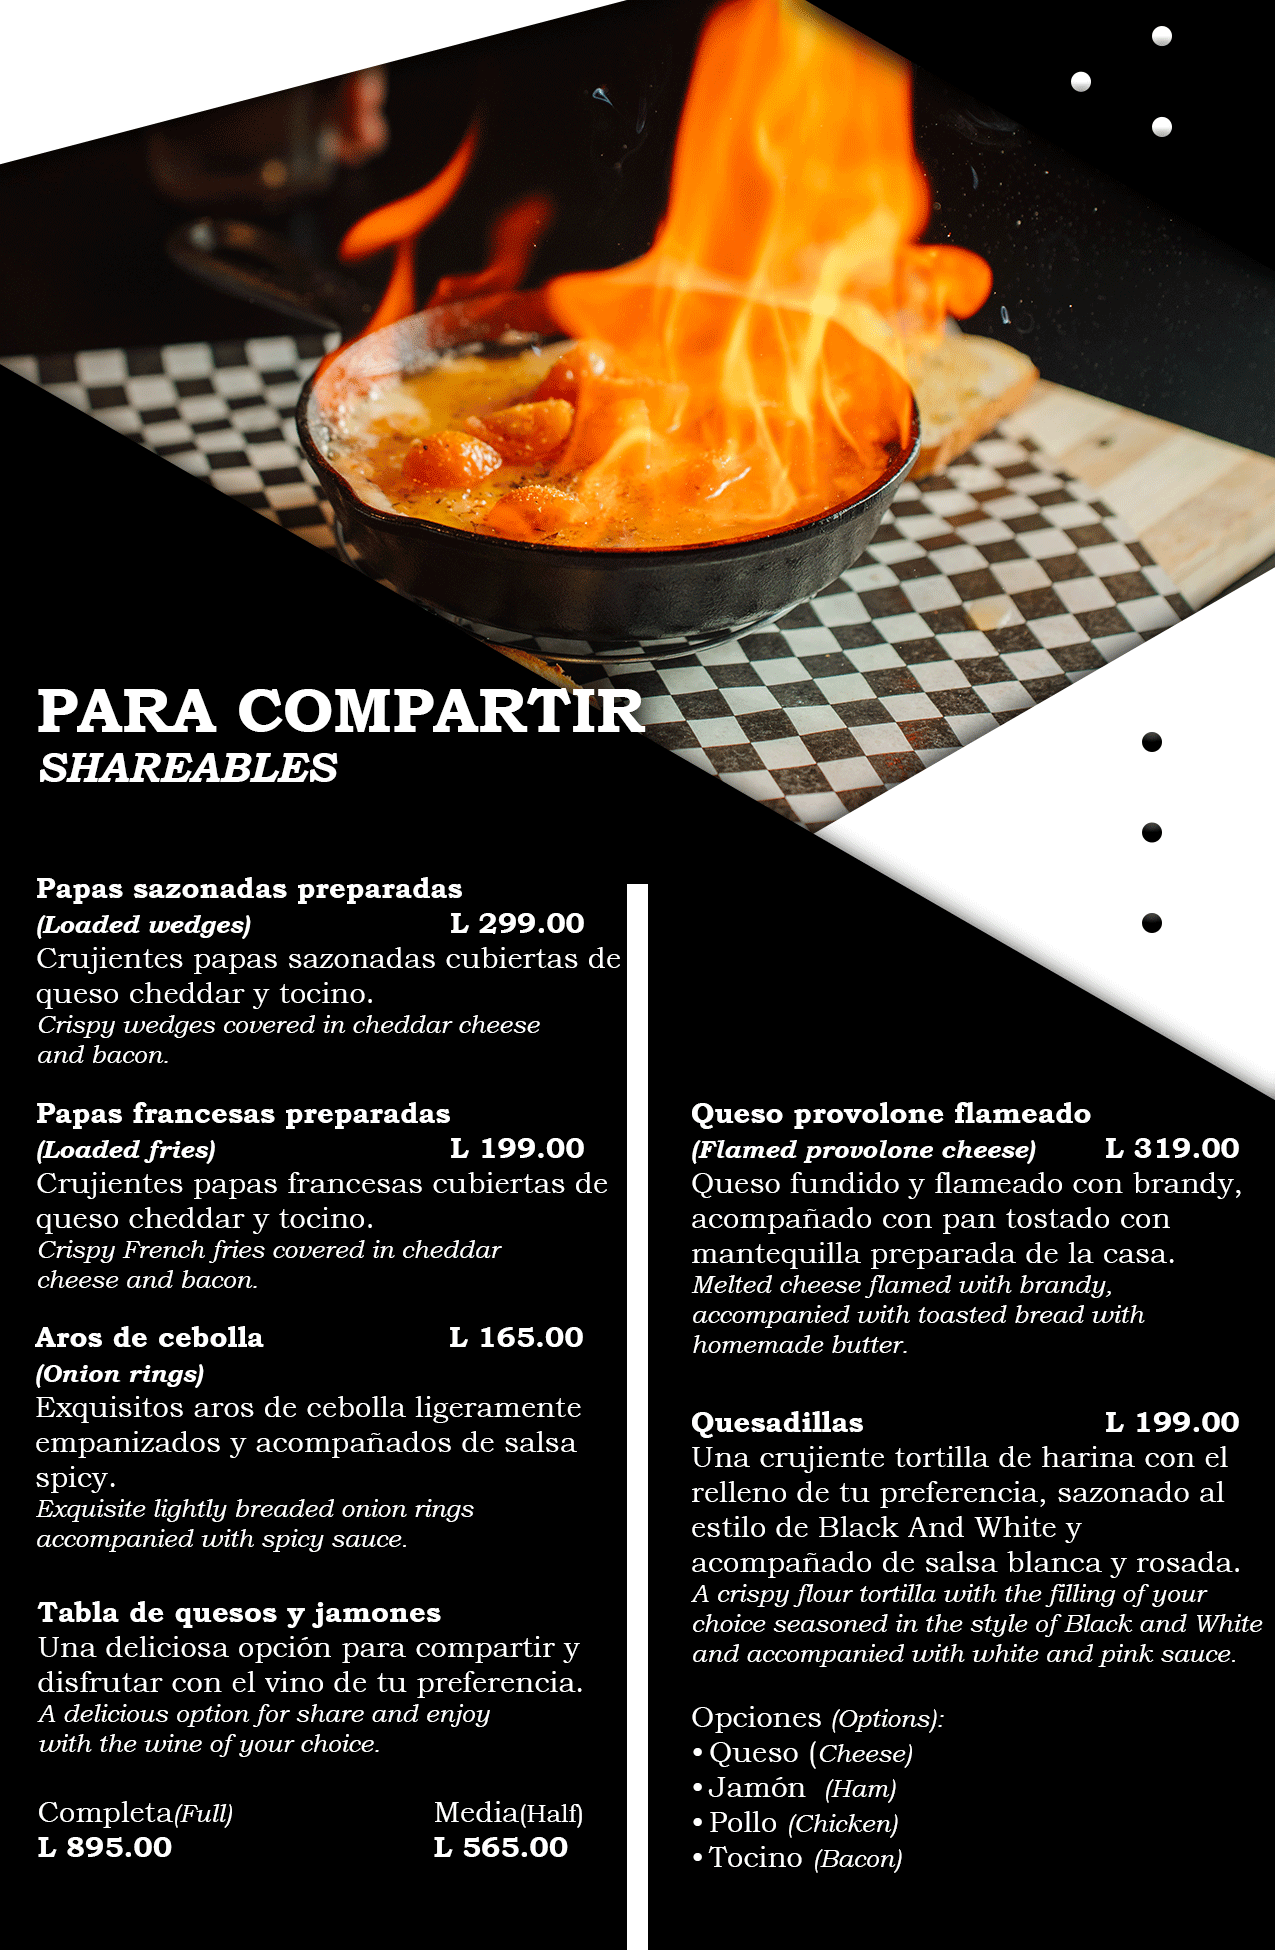 PARA COMPARTIR
SHAREABLES
Papas sazonadas preparadas
(Loaded wedges) L 299.00
Crujientes papas sazonadas cubiertas de
queso cheddar y tocino.
Crispy wedges covered in cheddar cheese
and bacon.
Papas francesas preparadas
(Loaded fries) L 199.00
Crujientes papas francesas cubiertas de
queso cheddar y tocino.
Crispy French fries covered in cheddar
cheese and bacon.
Aros de cebolla L 165.00
(Onion rings)
Exquisitos aros de cebolla ligeramente
empanizados y acompañados de salsa
spicy.
Exquisite lightly breaded onion rings
accompanied with spicy sauce.
Tabla de quesos y jamones
Una deliciosa opción para compartir y
disfrutar con el vino de tu preferencia.
A delicious option for share and enjoy
with the wine of your choice.
Completa(Full) Media(Half)
L 895.00 L 565.00
Queso provolone flameado
(Flamed provolone cheese) L 319.00
Queso fundido y flameado con brandy,
acompañado con pan tostado con
mantequilla preparada de la casa.
Melted cheese flamed with brandy,
accompanied with toasted bread with
homemade butter.
Quesadillas L 199.00
Una crujiente tortilla de harina con el
relleno de tu preferencia, sazonado al
estilo de Black And White y
acompañado de salsa blanca y rosada.
A crispy flour tortilla with the filling of your
choice seasoned in the style of Black and White
and accompanied with white and pink sauce.
Opciones (Options):
• Queso (Cheese)
• Jamón (Ham)
• Pollo (Chicken)
• Tocino (Bacon)